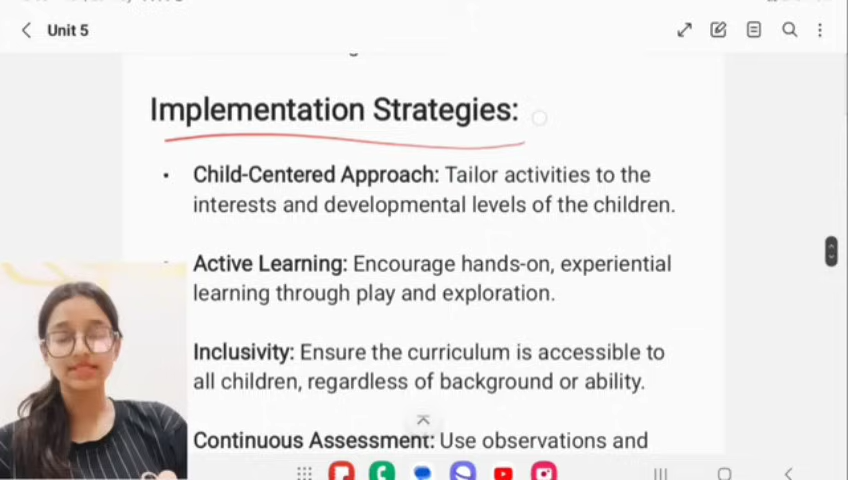 Unit 5
Implementation Strategies:
• Child-Centered Approach: Tailor activities to the
interests and developmental levels of the children.
Active Learning: Encourage hands-on, experiential
learning through play and exploration.
Inclusivity: Ensure the curriculum is accessible to
all children, regardless of background or ability.
Continuous Assessment: Use observations and